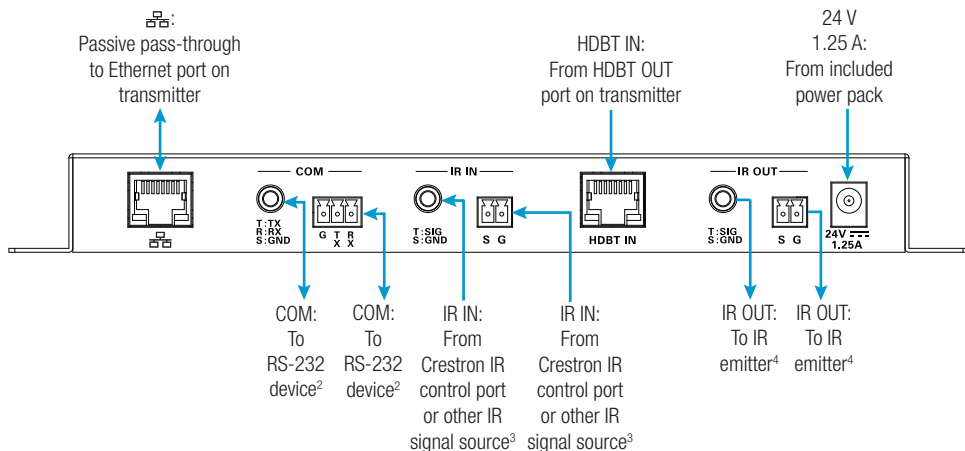 :
Passive pass-through
to Ethernet port on
transmitter
HDBT IN:
From HDBT OUT
port on transmitter
24 V
1.25 A:
From included
power pack
COM
T:TX
R:RX
S:GND
G TX RX
IR IN
T:SIG
S:GND
S G
HDBT IN
IR OUT
T:SIG
S:GND
S G
24V
1.25A
COM:
To
RS-232
device²
COM:
To
RS-232
device²
IR IN:
From
Crestron IR
control port
or other IR
signal source³
IR IN:
From
Crestron IR
control port
or other IR
signal source³
IR OUT:
To IR
emitter⁴
IR OUT:
To IR
emitter⁴